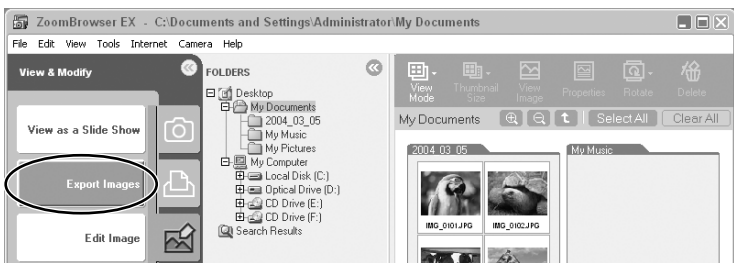 ZoomBrowser EX - C:\Documents and Settings\Administrator\My Documents
File Edit View Tools Internet Camera Help
View & Modify
View as a Slide Show
Export Images
Edit Image
FOLDERS
Desktop
My Documents
2004_03_05
My Music
My Pictures
My Computer
Local Disk (C:)
Optical Drive (D:)
CD Drive (E:)
CD Drive (F:)
Search Results
View Mode
Thumbnail Size
View Image
Properties
Rotate
Delete
My Documents
Select All
Clear All
2004 03 05
My Music
IMG_0101.JPG
IMG_0102.JPG